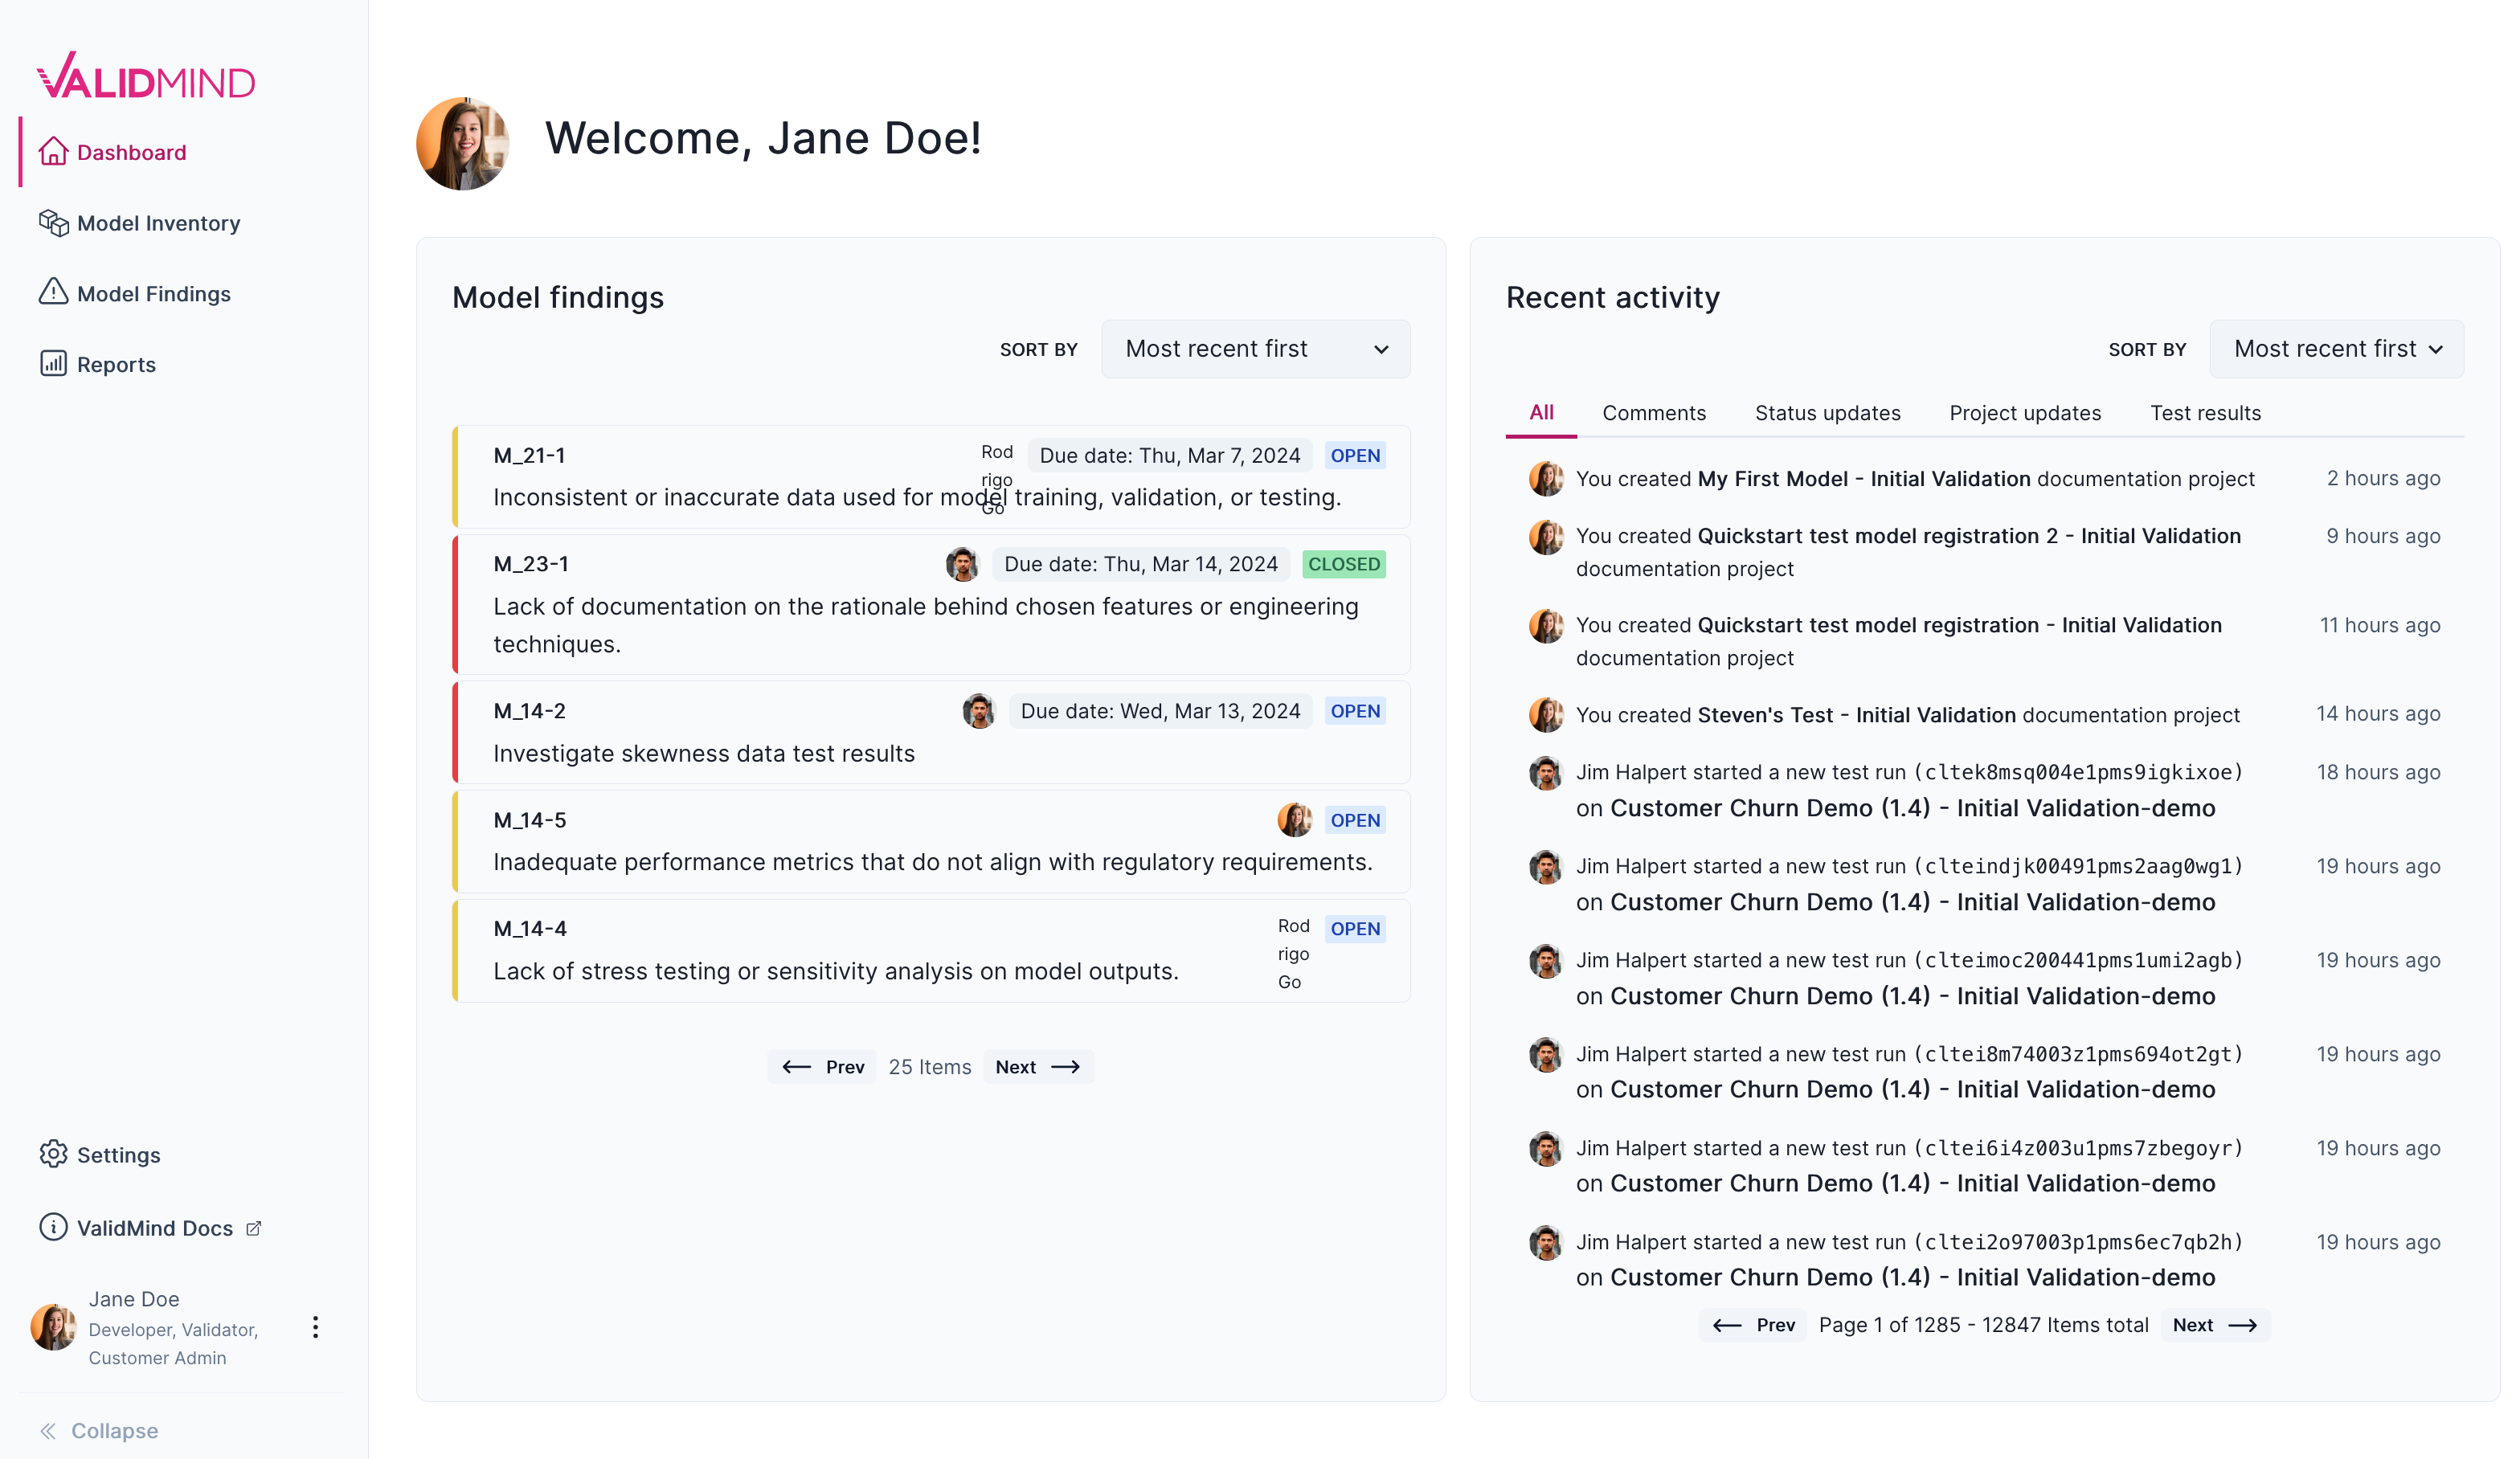 VALIDMIND
Dashboard
Model Inventory
Model Findings
Reports
Settings
ValidMind Docs
Jane Doe
Developer, Validator,
Customer Admin
Collapse
Welcome, Jane Doe!
Model findings
SORT BY
Most recent first
M_21-1
Rod
rigo
Go
Due date: Thu, Mar 7, 2024
OPEN
Inconsistent or inaccurate data used for model training, validation, or testing.
M_23-1
Due date: Thu, Mar 14, 2024
CLOSED
Lack of documentation on the rationale behind chosen features or engineering
techniques.
M_14-2
Due date: Wed, Mar 13, 2024
OPEN
Investigate skewness data test results
M_14-5
OPEN
Inadequate performance metrics that do not align with regulatory requirements.
M_14-4
Rod
rigo
Go
OPEN
Lack of stress testing or sensitivity analysis on model outputs.
Prev
25 Items
Next
Recent activity
SORT BY
Most recent first
All
Comments
Status updates
Project updates
Test results
You created My First Model - Initial Validation documentation project
2 hours ago
You created Quickstart test model registration 2 - Initial Validation
documentation project
9 hours ago
You created Quickstart test model registration - Initial Validation
documentation project
11 hours ago
You created Steven's Test - Initial Validation documentation project
14 hours ago
Jim Halpert started a new test run (cltek8msq004e1pms9igkixoe)
on Customer Churn Demo (1.4) - Initial Validation-demo
18 hours ago
Jim Halpert started a new test run (clteindjk00491pms2aag0wg1)
on Customer Churn Demo (1.4) - Initial Validation-demo
19 hours ago
Jim Halpert started a new test run (clteimoc200441pms1umi2agb)
on Customer Churn Demo (1.4) - Initial Validation-demo
19 hours ago
Jim Halpert started a new test run (cltei8m74003z1pms694ot2gt)
on Customer Churn Demo (1.4) - Initial Validation-demo
19 hours ago
Jim Halpert started a new test run (cltei6i4z003u1pms7zbegoyr)
on Customer Churn Demo (1.4) - Initial Validation-demo
19 hours ago
Jim Halpert started a new test run (cltei2o97003p1pms6ec7qb2h)
on Customer Churn Demo (1.4) - Initial Validation-demo
19 hours ago
Prev
Page 1 of 1285 - 12847 Items total
Next